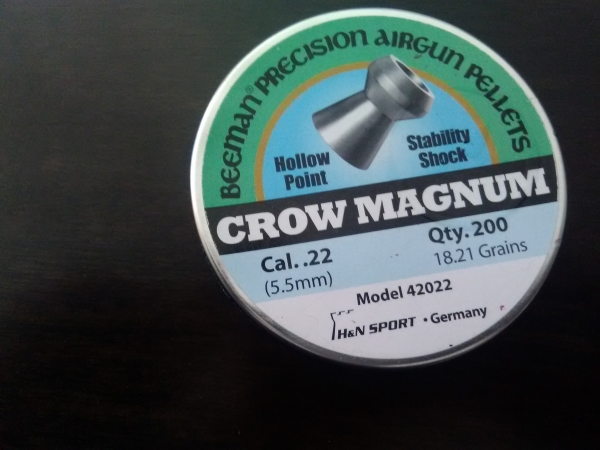 BEEMAN® PRECISION AIRGUN PELLETS
Hollow
Point
Stability
Shock
CROW MAGNUM
Cal. .22
(5.5mm)
Qty. 200
18.21 Grains
Model 42022
H&N SPORT • Germany